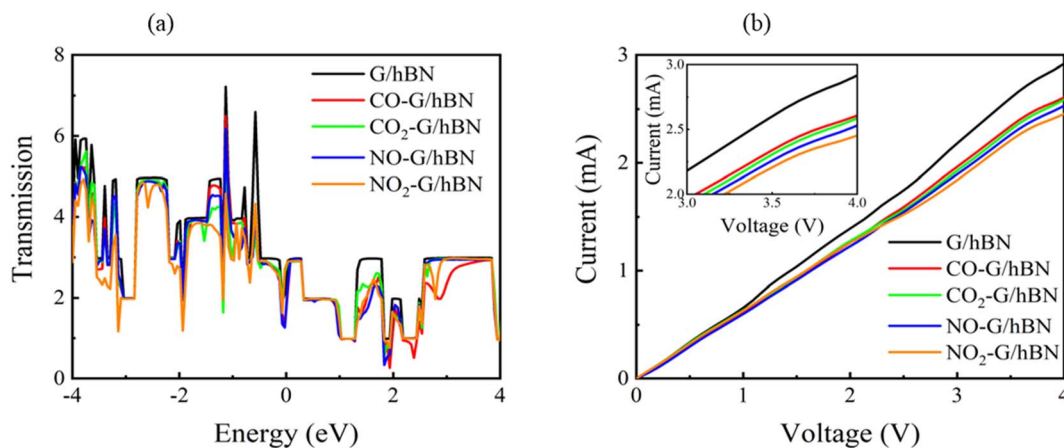 (a)
(b)
8
6
4
2
0
Transmission
G/hBN
CO-G/hBN
CO₂-G/hBN
NO-G/hBN
NO₂-G/hBN
-4
-2
0
2
4
Energy (eV)
3
2
1
0
Current (mA)
3.0
2.5
2.0
Current (mA)
3.0
3.5
4.0
Voltage (V)
G/hBN
CO-G/hBN
CO₂-G/hBN
NO-G/hBN
NO₂-G/hBN
0
1
2
3
4
Voltage (V)